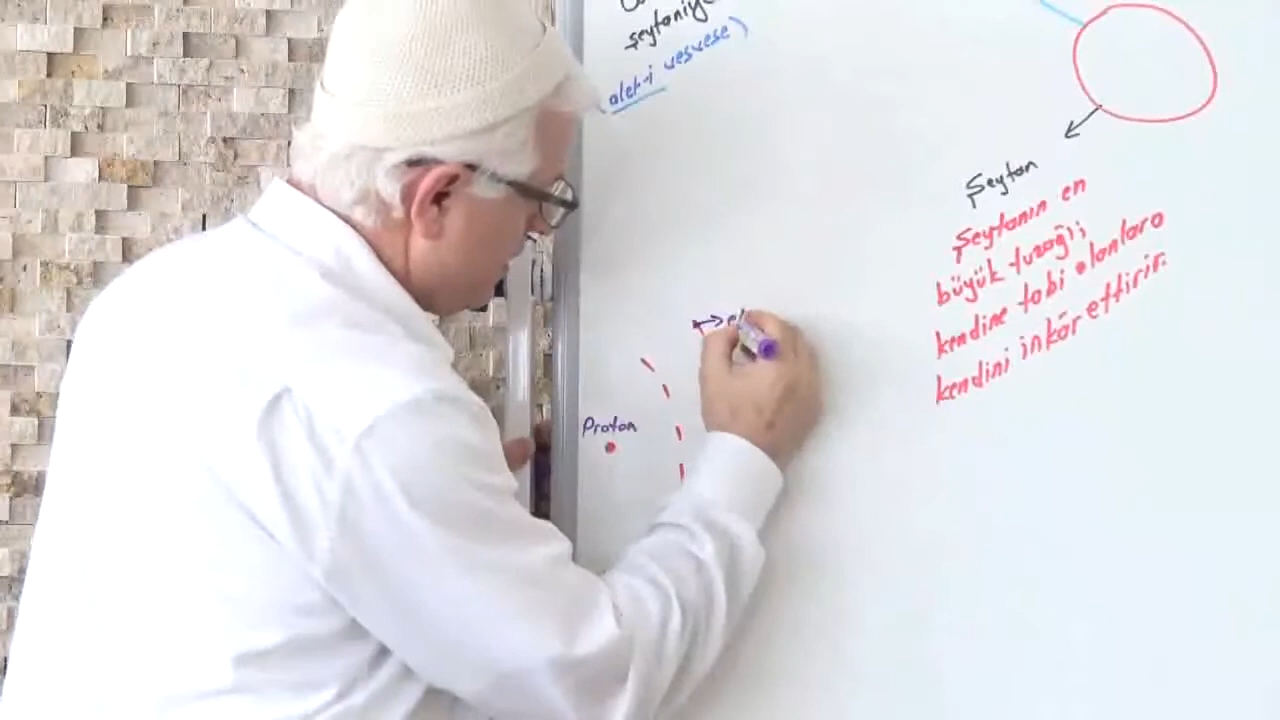 şeytaniye
(alet-i vesvese)
Şeytan
Şeytanın en
büyük tuzağı;
kendine tabi olanlara
kendini inkâr ettirir.
Proton